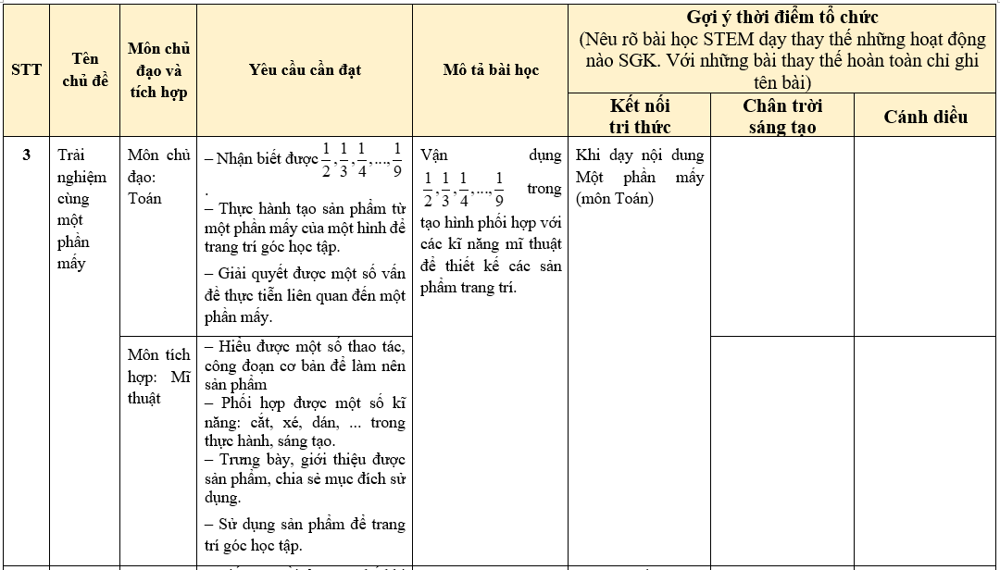 STT
Tên
chủ đề
Môn chủ
đạo và
tích hợp
Yêu cầu cần đạt
Mô tả bài học
Gợi ý thời điểm tổ chức
(Nêu rõ bài học STEM dạy thay thế những hoạt động
nào SGK. Với những bài thay thế hoàn toàn chỉ ghi
tên bài)
Kết nối
tri thức
Chân trời
sáng tạo
Cánh diều
3
Trải
nghiệm
cùng
một
phần
mấy
Môn chủ
đạo:
Toán
– Nhận biết được 1/2, 1/3, 1/4, ..., 1/9
.
– Thực hành tạo sản phẩm từ
một phần mấy của một hình để
trang trí góc học tập.
– Giải quyết được một số vấn
đề thực tiễn liên quan đến một
phần mấy.
Vận dụng
1/2, 1/3, 1/4, ..., 1/9 trong
tạo hình phối hợp với
các kĩ năng mĩ thuật
để thiết kế các sản
phẩm trang trí.
Khi dạy nội dung
Một phần mấy
(môn Toán)
Môn tích
hợp: Mĩ
thuật
– Hiểu được một số thao tác,
công đoạn cơ bản để làm nên
sản phẩm
– Phối hợp được một số kĩ
năng: cắt, xé, dán, ... trong
thực hành, sáng tạo.
– Trưng bày, giới thiệu được
sản phẩm, chia sẻ mục đích sử
dụng.
– Sử dụng sản phẩm để trang
trí góc học tập.